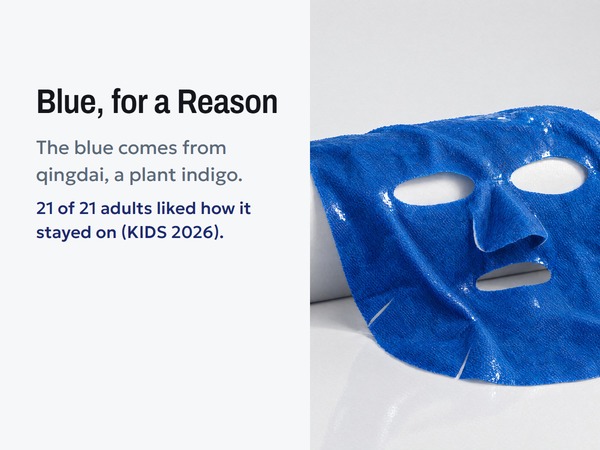 Blue, for a Reason
The blue comes from
qingdai, a plant indigo.
21 of 21 adults liked how it
stayed on (KIDS 2026).